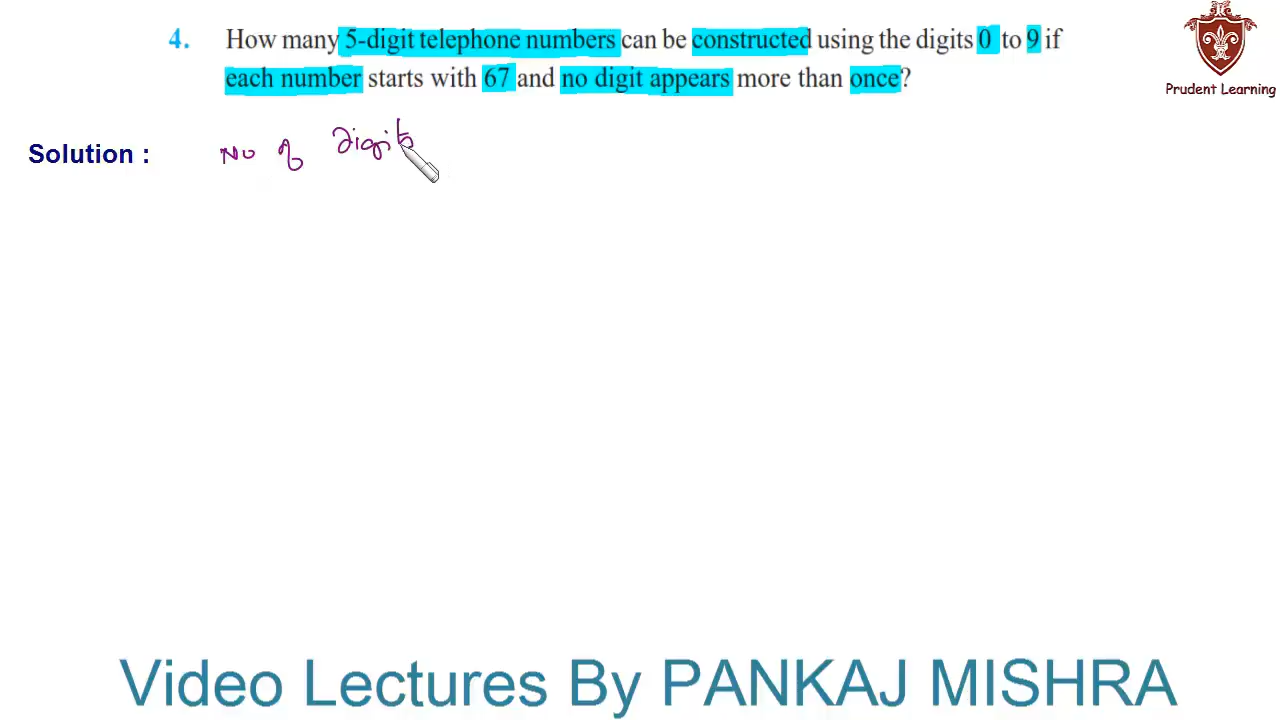 4. How many 5-digit telephone numbers can be constructed using the digits 0 to 9 if
each number starts with 67 and no digit appears more than once?
Prudent Learning
Solution : No of digits
Video Lectures By PANKAJ MISHRA